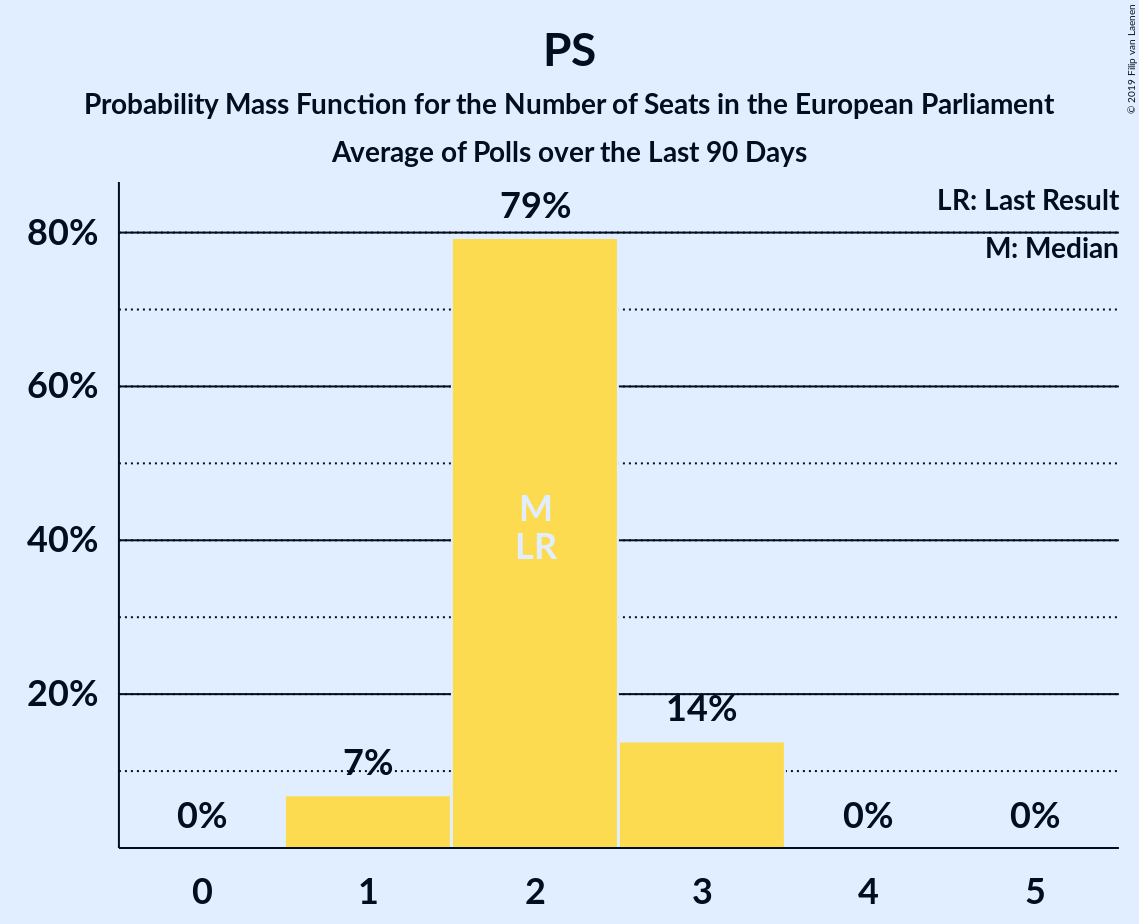 PS
Probability Mass Function for the Number of Seats in the European Parliament
Average of Polls over the Last 90 Days
© 2019 Filip van Laenen
LR: Last Result
M: Median
80%
60%
40%
20%
0%
7%
79%
14%
0%
0%
M
LR
0
1
2
3
4
5